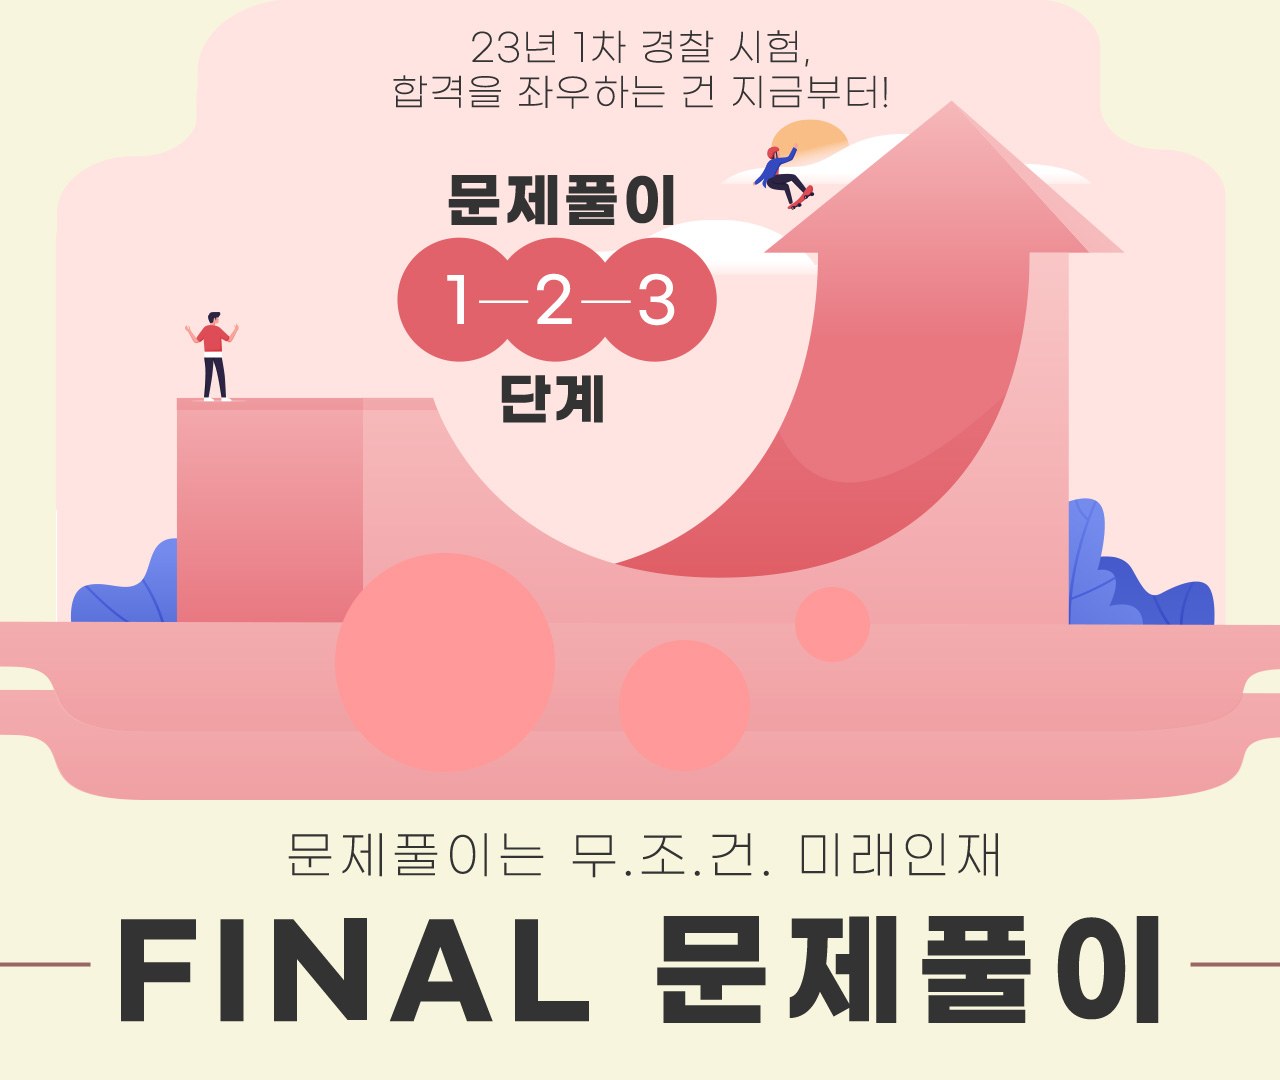 23년 1차 경찰 시험,
합격을 좌우하는 건 지금부터!
문제풀이
1—2—3
단계
문제풀이는 무.조.건. 미래인재
FINAL 문제풀이